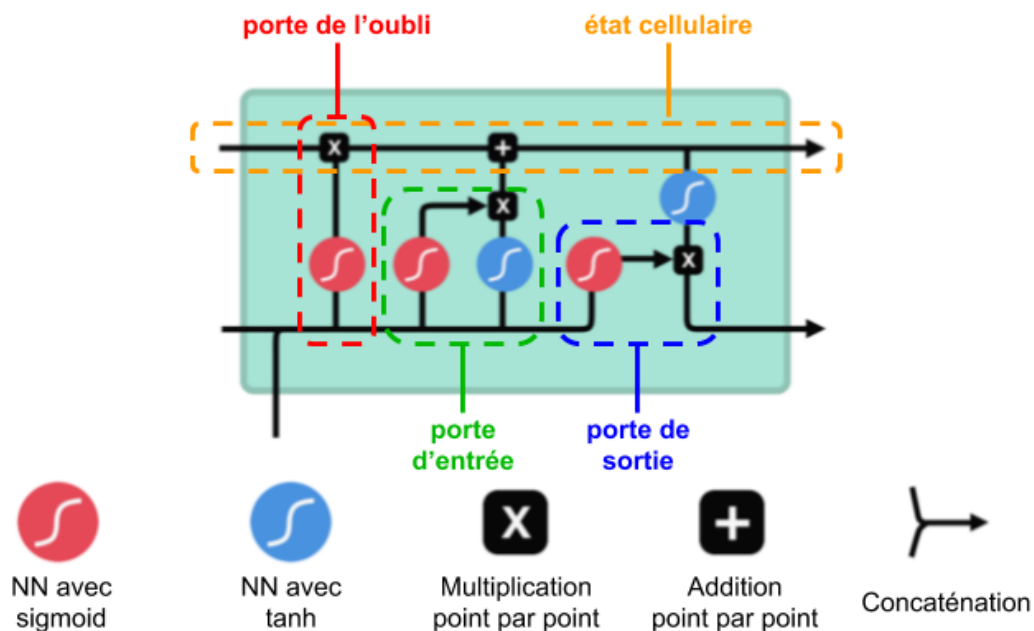 porte de l'oubli
état cellulaire
X
+
X
X
porte
d'entrée
porte de
sortie
X
+
NN avec
sigmoid
NN avec
tanh
Multiplication
point par point
Addition
point par point
Concaténation